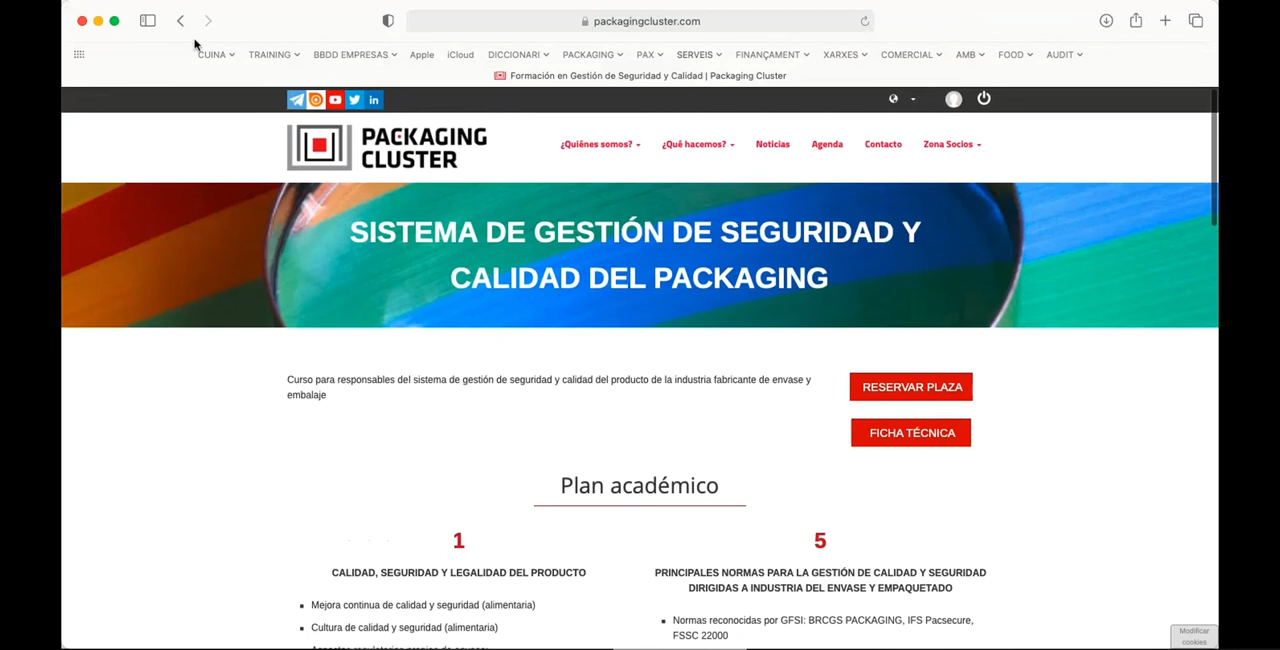 packagingcluster.com
CUINA TRAINING BBDD EMPRESAS Apple iCloud DICCIONARI PACKAGING PAX SERVEIS FINANÇAMENT XARXES COMERCIAL AMB FOOD AUDIT
Formación en Gestión de Seguridad y Calidad | Packaging Cluster
PACKAGING
CLUSTER
¿Quiénes somos? ¿Qué hacemos? Noticias Agenda Contacto Zona Socios
SISTEMA DE GESTIÓN DE SEGURIDAD Y
CALIDAD DEL PACKAGING
Curso para responsables del sistema de gestión de seguridad y calidad del producto de la industria fabricante de envase y
embalaje
RESERVAR PLAZA
FICHA TÉCNICA
Plan académico
1
CALIDAD, SEGURIDAD Y LEGALIDAD DEL PRODUCTO
Mejora continua de calidad y seguridad (alimentaria)
Cultura de calidad y seguridad (alimentaria)
5
PRINCIPALES NORMAS PARA LA GESTIÓN DE CALIDAD Y SEGURIDAD
DIRIGIDAS A INDUSTRIA DEL ENVASE Y EMPAQUETADO
Normas reconocidas por GFSI: BRCGS PACKAGING, IFS Pacsecure,
FSSC 22000
Modificar
cookies